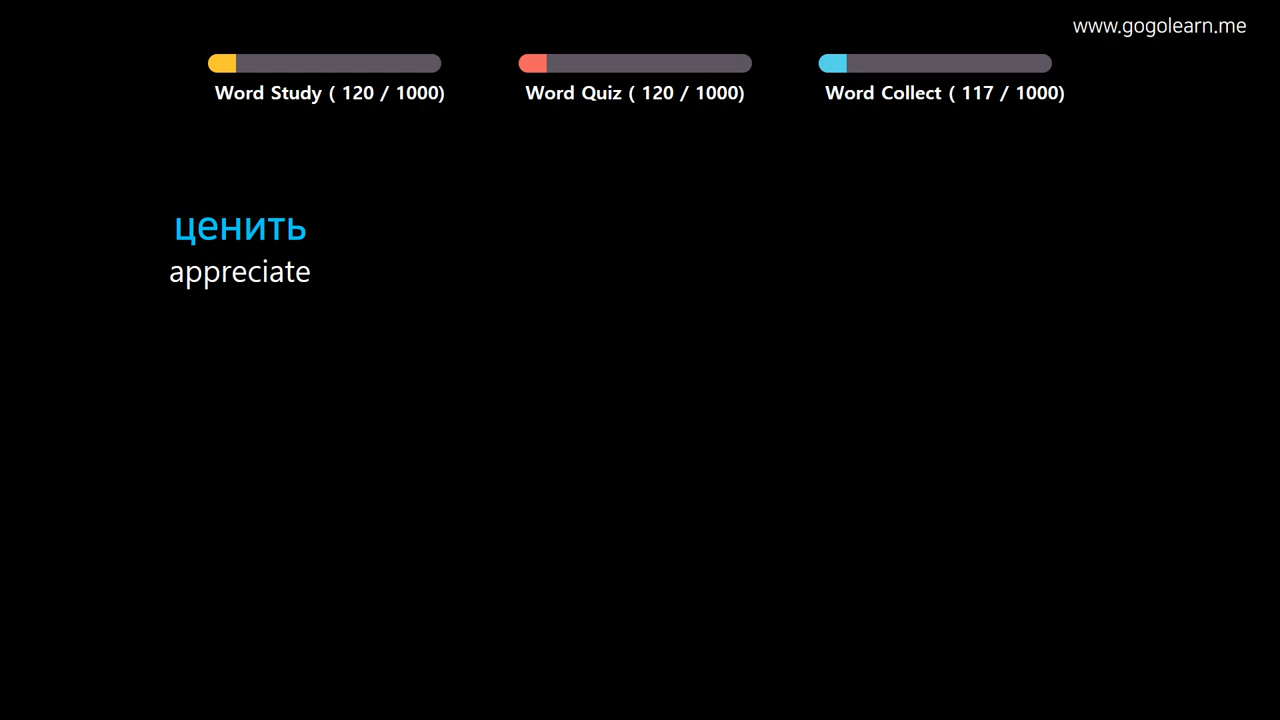 www.gogolearn.me
Word Study ( 120 / 1000)
Word Quiz ( 120 / 1000)
Word Collect ( 117 / 1000)
ценить
appreciate